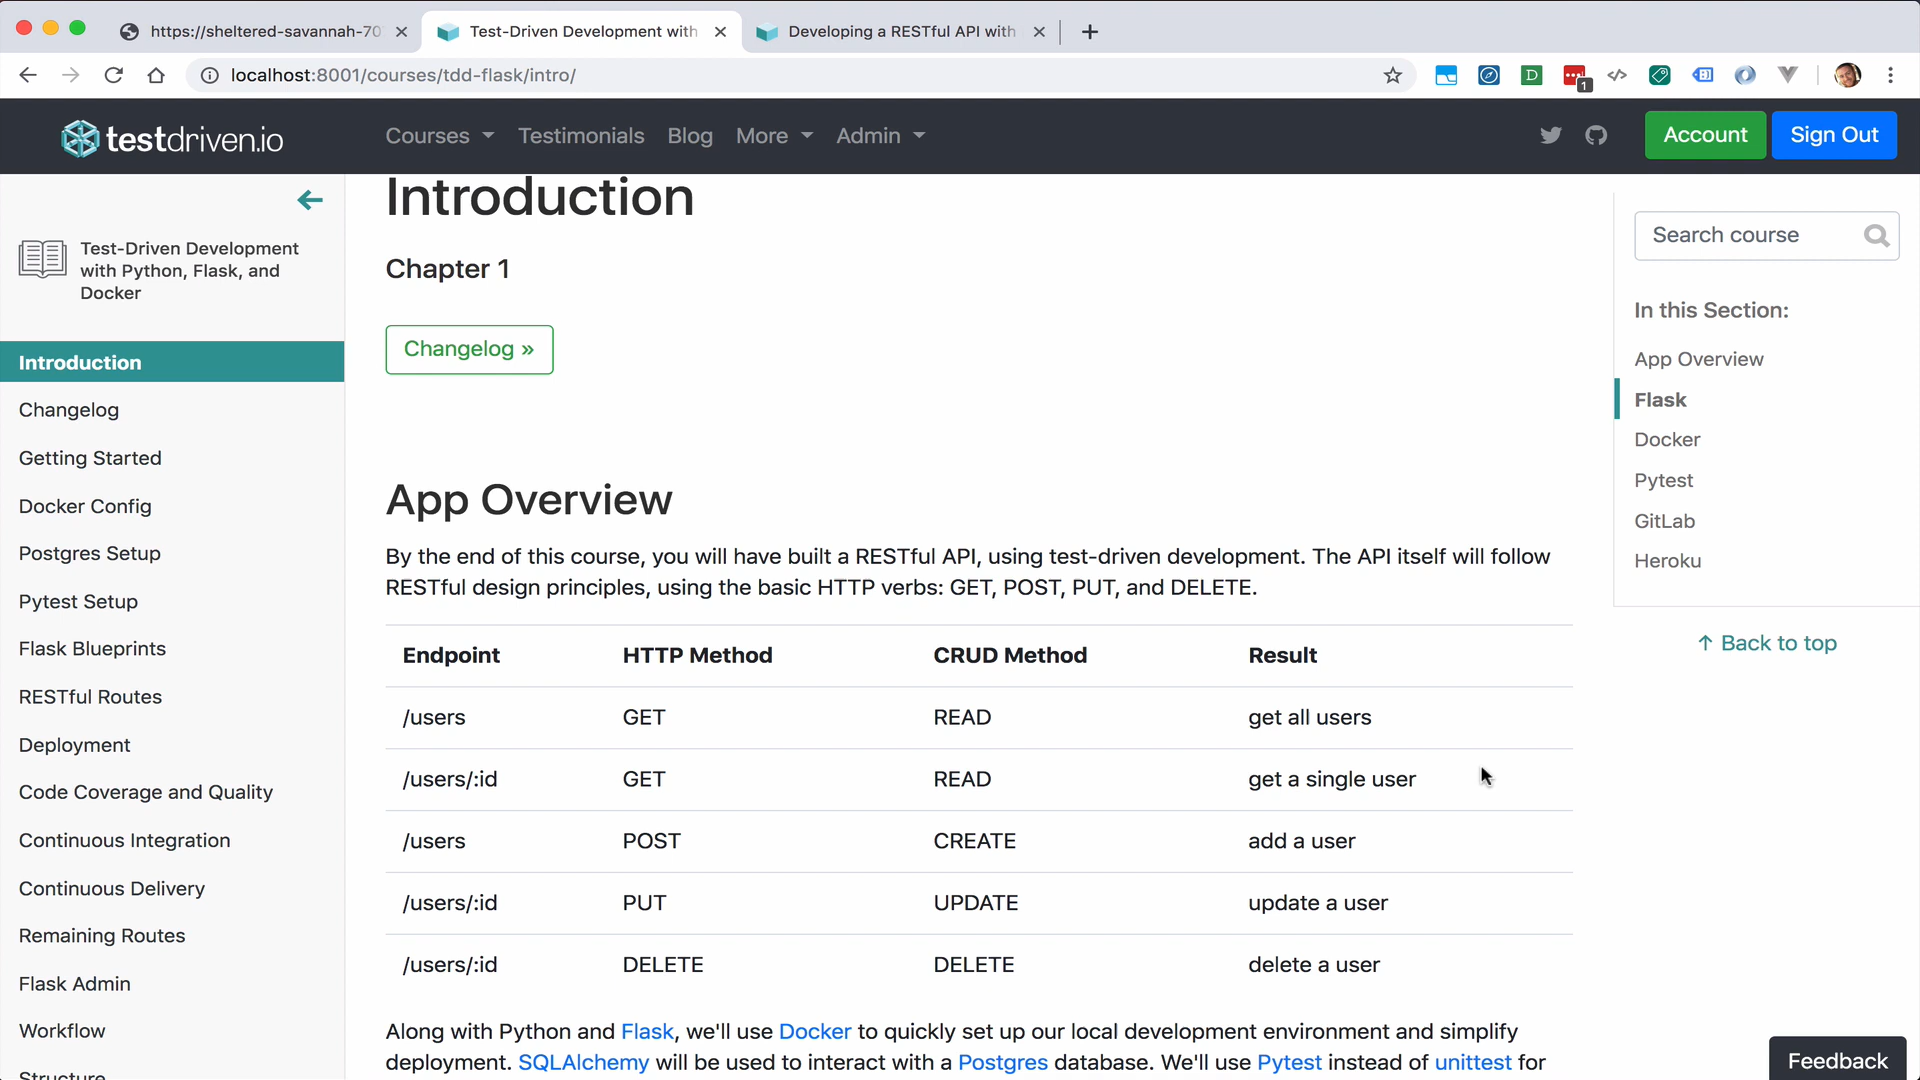 https://sheltered-savannah-70
Test-Driven Development with
Developing a RESTful API with
localhost:8001/courses/tdd-flask/intro/
D
1
testdriven.io
Courses
Testimonials
Blog
More
Admin
Account
Sign Out
Test-Driven Development
with Python, Flask, and
Docker
Introduction
Changelog
Getting Started
Docker Config
Postgres Setup
Pytest Setup
Flask Blueprints
RESTful Routes
Deployment
Code Coverage and Quality
Continuous Integration
Continuous Delivery
Remaining Routes
Flask Admin
Workflow
Structure
Introduction
Chapter 1
Changelog »
App Overview
By the end of this course, you will have built a RESTful API, using test-driven development. The API itself will follow
RESTful design principles, using the basic HTTP verbs: GET, POST, PUT, and DELETE.
Endpoint HTTP Method CRUD Method Result
/users GET READ get all users
/users/:id GET READ get a single user
/users POST CREATE add a user
/users/:id PUT UPDATE update a user
/users/:id DELETE DELETE delete a user
Along with Python and Flask, we'll use Docker to quickly set up our local development environment and simplify
deployment. SQLAlchemy will be used to interact with a Postgres database. We'll use Pytest instead of unittest for
Search course
In this Section:
App Overview
Flask
Docker
Pytest
GitLab
Heroku
↑ Back to top
Feedback